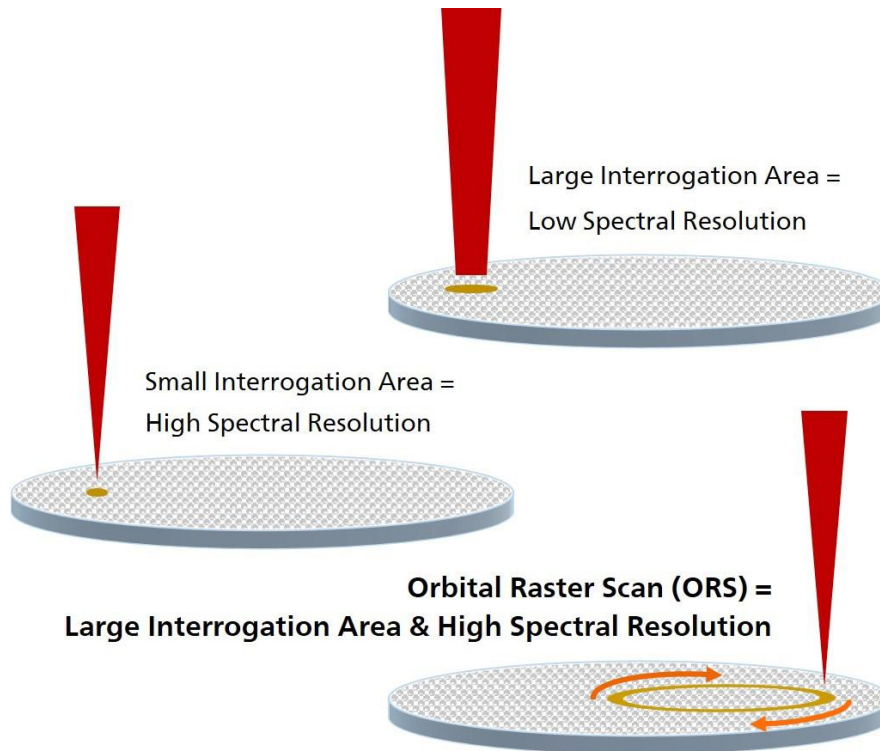 Large Interrogation Area =
Low Spectral Resolution
Small Interrogation Area =
High Spectral Resolution
Orbital Raster Scan (ORS) =
Large Interrogation Area & High Spectral Resolution